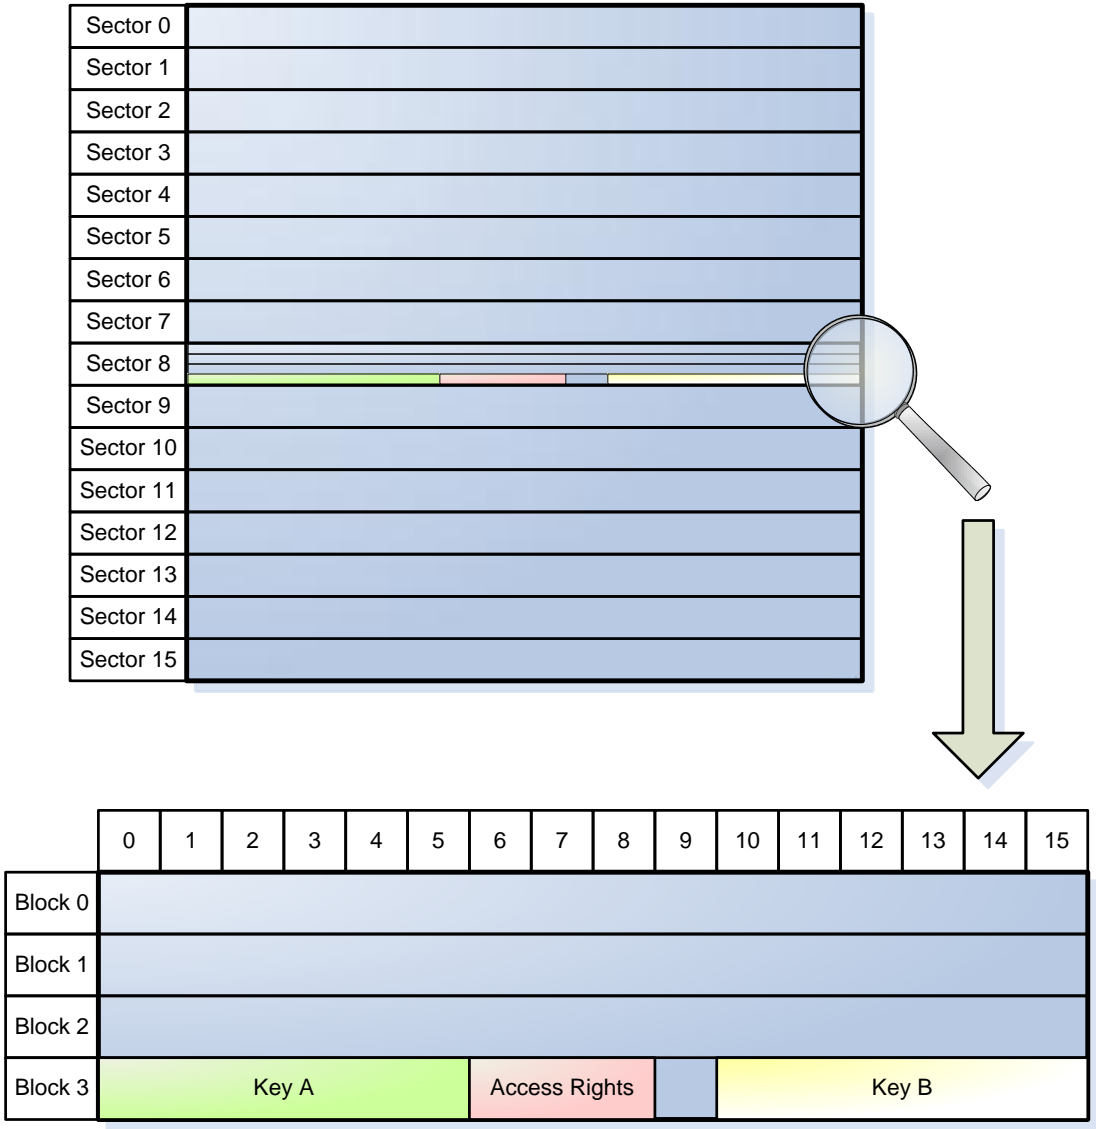 Sector 0
Sector 1
Sector 2
Sector 3
Sector 4
Sector 5
Sector 6
Sector 7
Sector 8
Sector 9
Sector 10
Sector 11
Sector 12
Sector 13
Sector 14
Sector 15
0 1 2 3 4 5 6 7 8 9 10 11 12 13 14 15
Block 0
Block 1
Block 2
Block 3 Key A Access Rights Key B